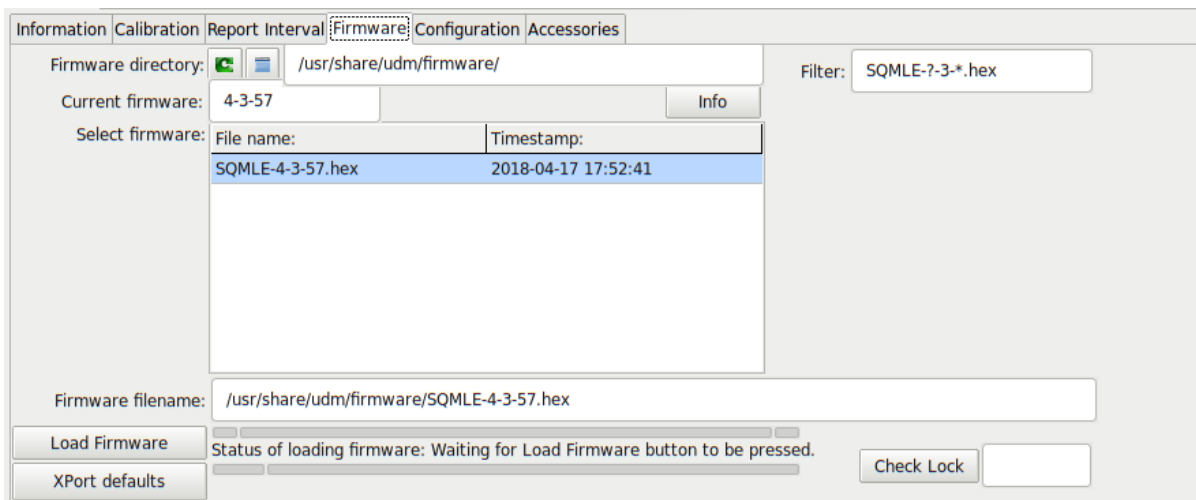 Information Calibration Report Interval Firmware Configuration Accessories
Firmware directory: /usr/share/udm/firmware/ Filter: SQMLE-?-3-*.hex
Current firmware: 4-3-57 Info
Select firmware: File name: Timestamp:
SQMLE-4-3-57.hex 2018-04-17 17:52:41
Firmware filename: /usr/share/udm/firmware/SQMLE-4-3-57.hex
Load Firmware Status of loading firmware: Waiting for Load Firmware button to be pressed.
XPort defaults Check Lock